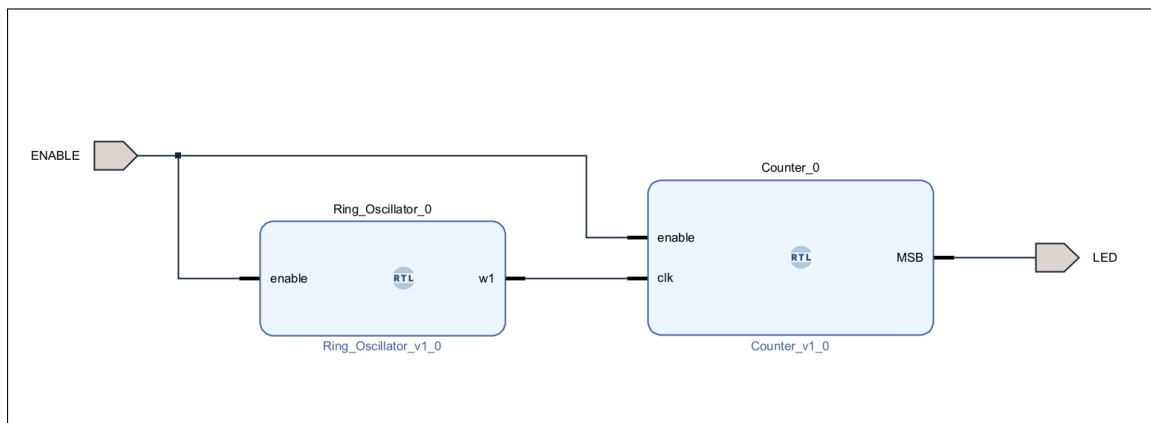 ENABLE
Ring_Oscillator_0
enable
RTL
w1
Ring_Oscillator_v1_0
Counter_0
enable
clk
RTL
MSB
Counter_v1_0
LED